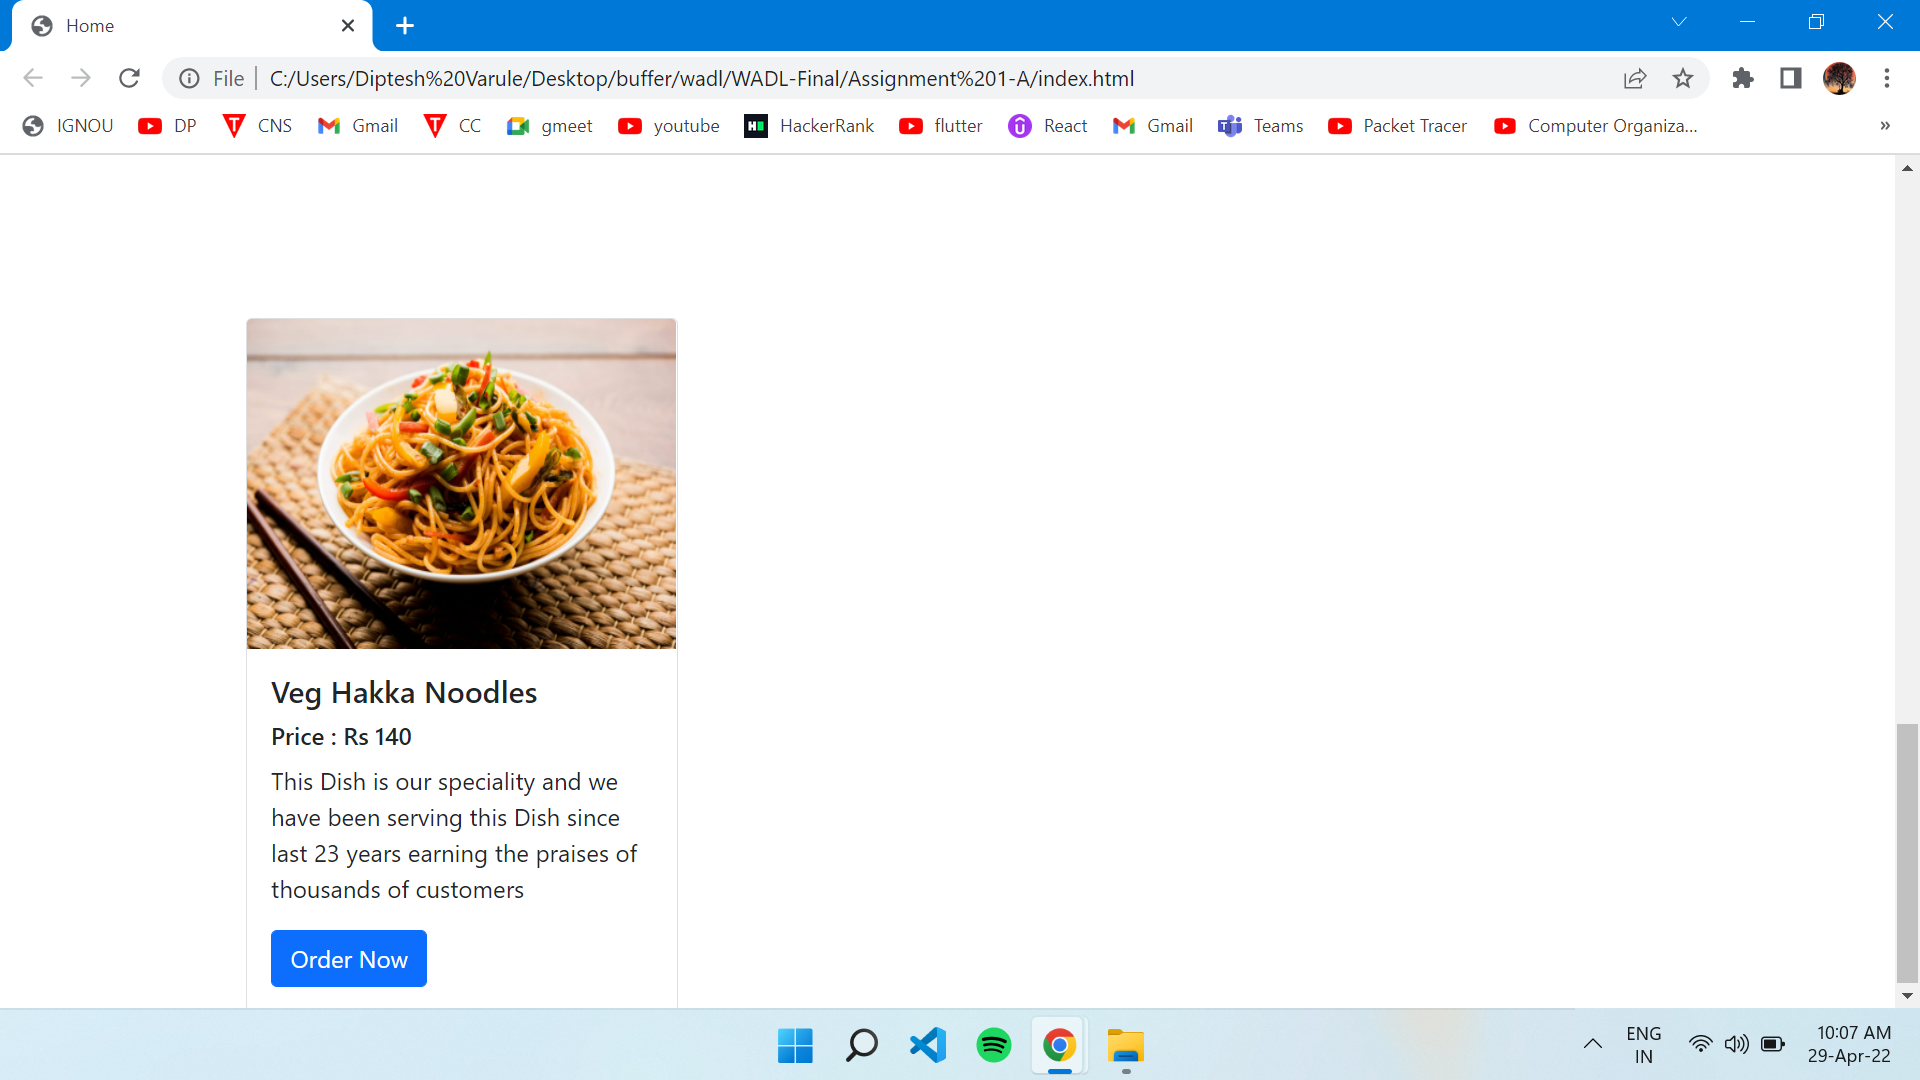 Home
File
C:/Users/Diptesh%20Varule/Desktop/buffer/wadl/WADL-Final/Assignment%201-A/index.html
IGNOU DP CNS Gmail CC gmeet youtube HackerRank flutter React Gmail Teams Packet Tracer Computer Organiza... »
Veg Hakka Noodles
Price : Rs 140
This Dish is our speciality and we
have been serving this Dish since
last 23 years earning the praises of
thousands of customers
Order Now
ENG
IN
10:07 AM
29-Apr-22